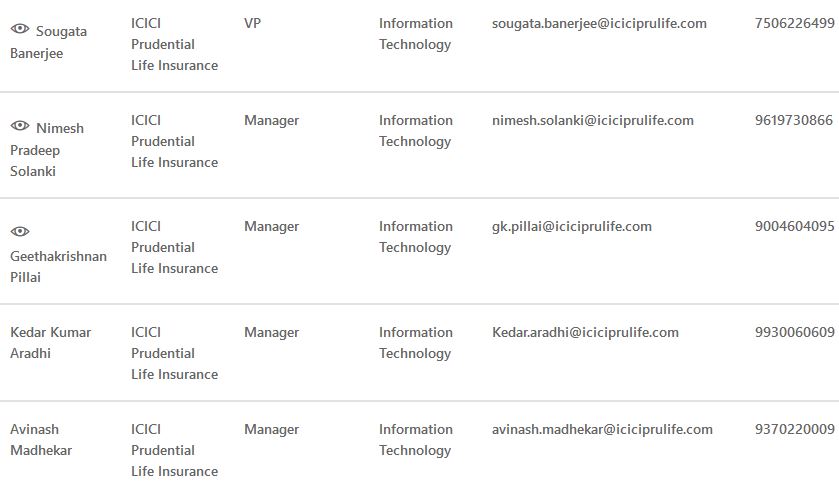 Sougata Banerjee ICICI Prudential Life Insurance VP Information Technology sougata.banerjee@iciciprulife.com 7506226499
Nimesh Pradeep Solanki ICICI Prudential Life Insurance Manager Information Technology nimesh.solanki@iciciprulife.com 9619730866
Geethakrishnan Pillai ICICI Prudential Life Insurance Manager Information Technology gk.pillai@iciciprulife.com 9004604095
Kedar Kumar Aradhi ICICI Prudential Life Insurance Manager Information Technology Kedar.aradhi@iciciprulife.com 9930060609
Avinash Madhekar ICICI Prudential Life Insurance Manager Information Technology avinash.madhekar@iciciprulife.com 9370220009